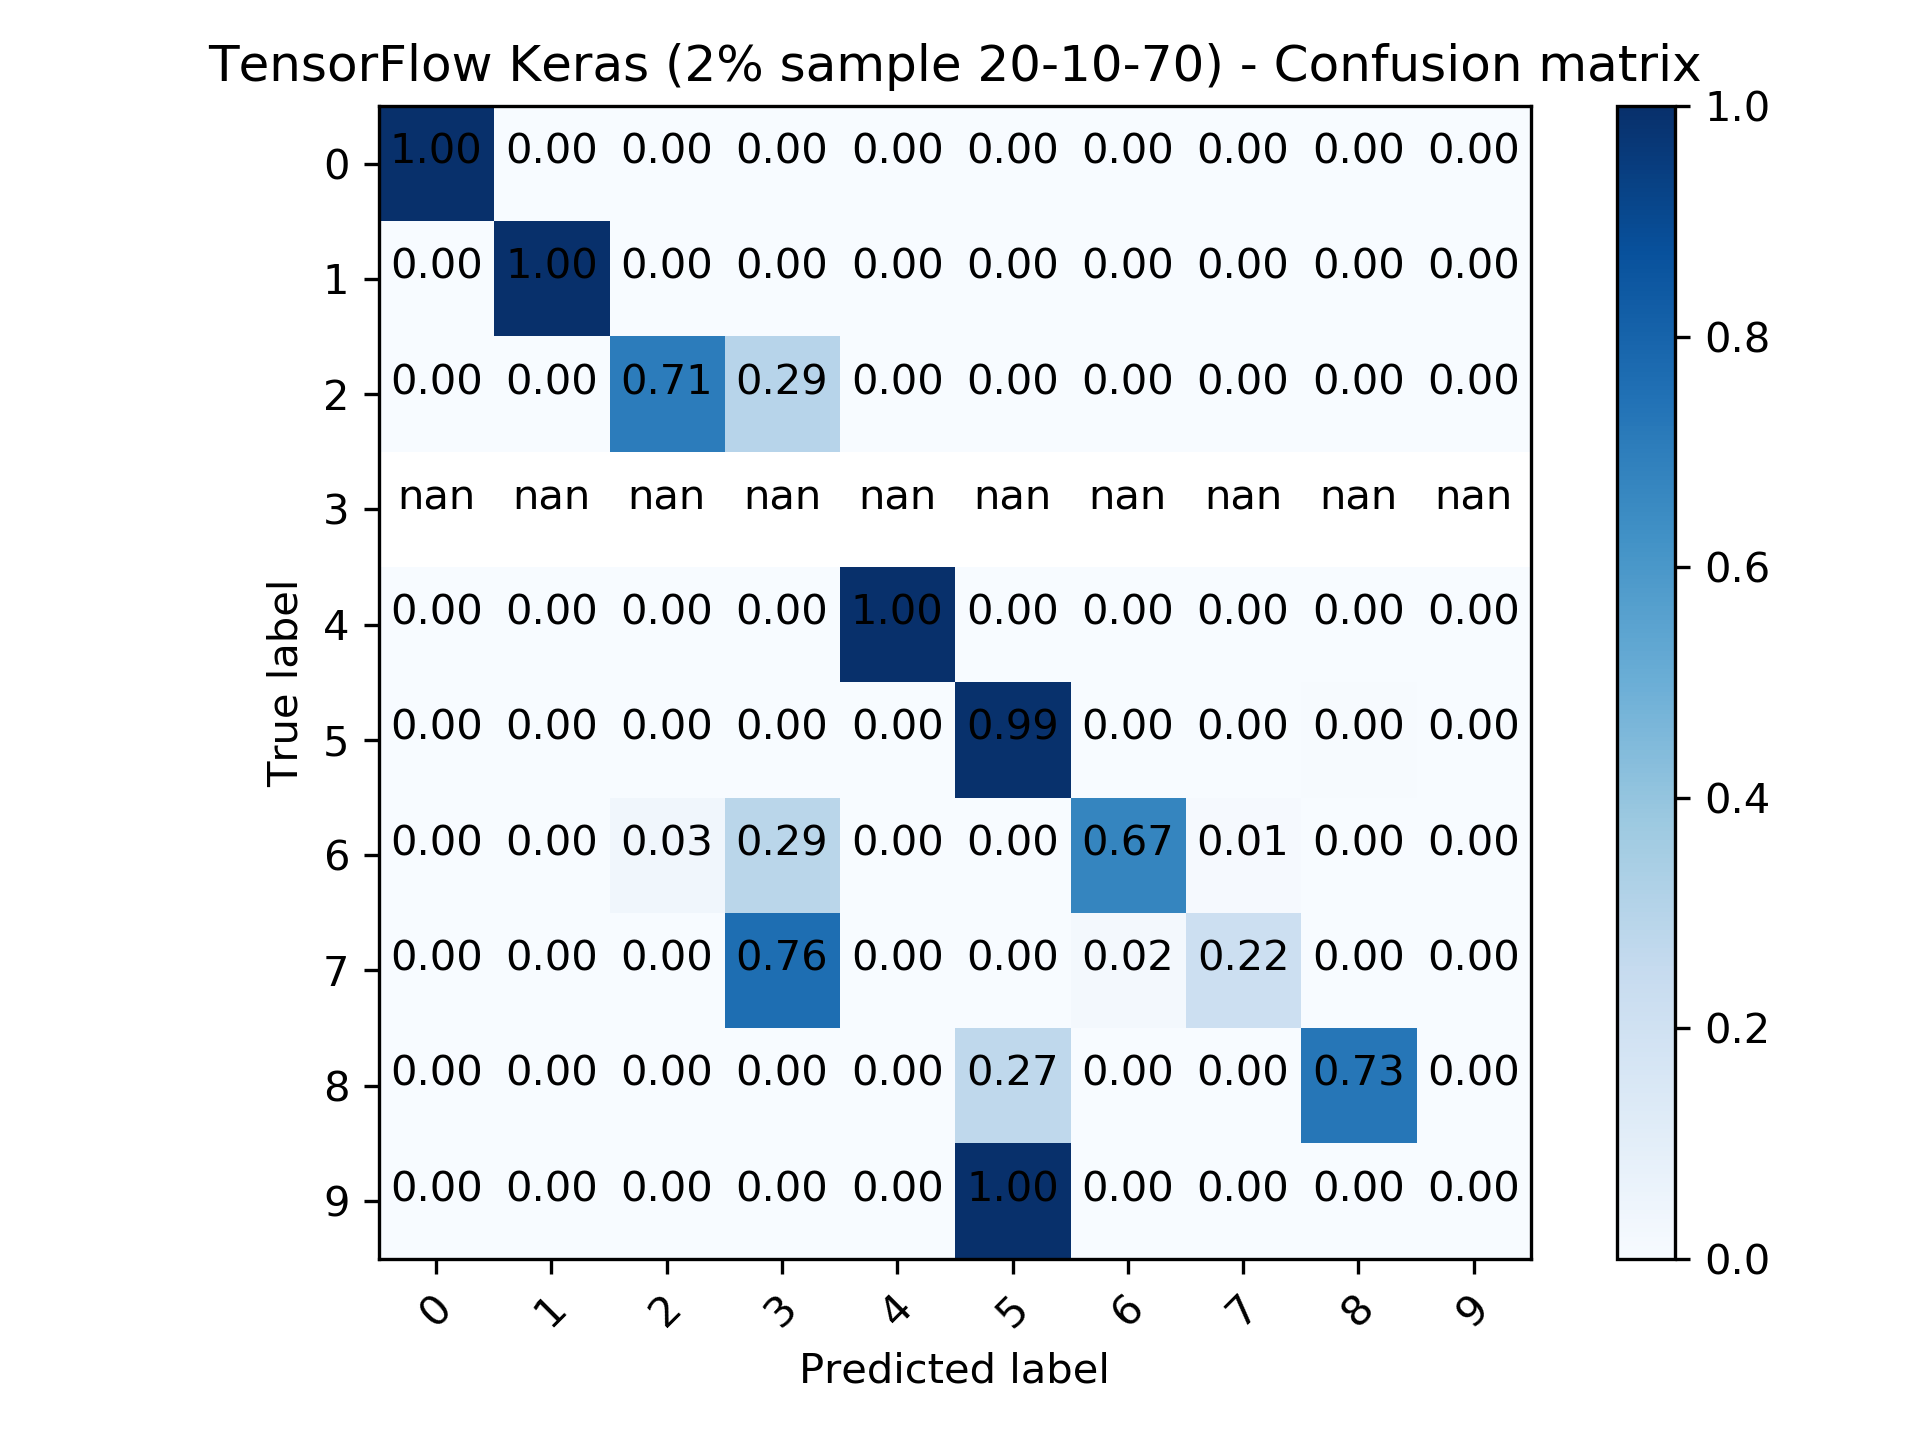 TensorFlow Keras (2% sample 20-10-70) - Confusion matrix
1.0
0 1.00 0.00 0.00 0.00 0.00 0.00 0.00 0.00 0.00 0.00
1 0.00 1.00 0.00 0.00 0.00 0.00 0.00 0.00 0.00 0.00
0.8
2 0.00 0.00 0.71 0.29 0.00 0.00 0.00 0.00 0.00 0.00
3 nan nan nan nan nan nan nan nan nan nan
0.6
4 0.00 0.00 0.00 0.00 1.00 0.00 0.00 0.00 0.00 0.00
True label
5 0.00 0.00 0.00 0.00 0.00 0.99 0.00 0.00 0.00 0.00
0.4
6 0.00 0.00 0.03 0.29 0.00 0.00 0.67 0.01 0.00 0.00
7 0.00 0.00 0.00 0.76 0.00 0.00 0.02 0.22 0.00 0.00
0.2
8 0.00 0.00 0.00 0.00 0.00 0.27 0.00 0.00 0.73 0.00
9 0.00 0.00 0.00 0.00 0.00 1.00 0.00 0.00 0.00 0.00
0.0
0 1 2 3 4 5 6 7 8 9
Predicted label